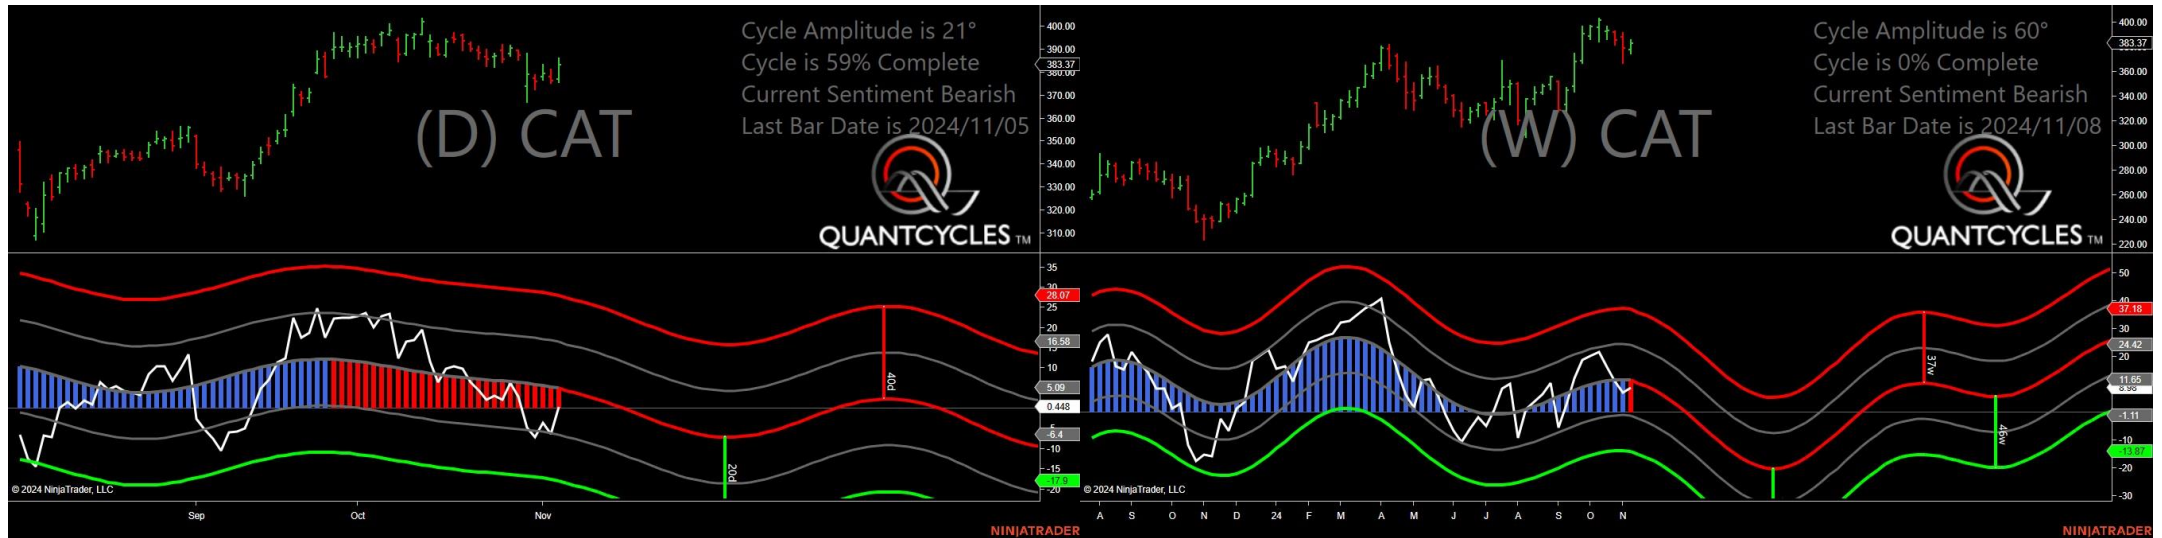 Cycle Amplitude is 21°
Cycle is 59% Complete
Current Sentiment Bearish
Last Bar Date is 2024/11/05
(D) CAT
QUANTCYCLES TM
400.00
390.00
383.37
380.00
370.00
360.00
350.00
340.00
330.00
320.00
310.00
35
30
28.07
25
20
16.58
10
5.09
0.448
-6.4
-10
-15
-17.9
-20
40d
20d
© 2024 NinjaTrader, LLC
Sep Oct Nov
NINJATRADER
Cycle Amplitude is 60°
Cycle is 0% Complete
Current Sentiment Bearish
Last Bar Date is 2024/11/08
(W) CAT
QUANTCYCLES TM
400.00
383.37
360.00
340.00
320.00
300.00
280.00
260.00
240.00
220.00
50
40
37.18
30
24.42
20
11.65
8.98
-1.11
-10
-13.87
-20
-30
37w
46w
© 2024 NinjaTrader, LLC
A S O N D 24 F M A M J J A S O N
NINJATRADER